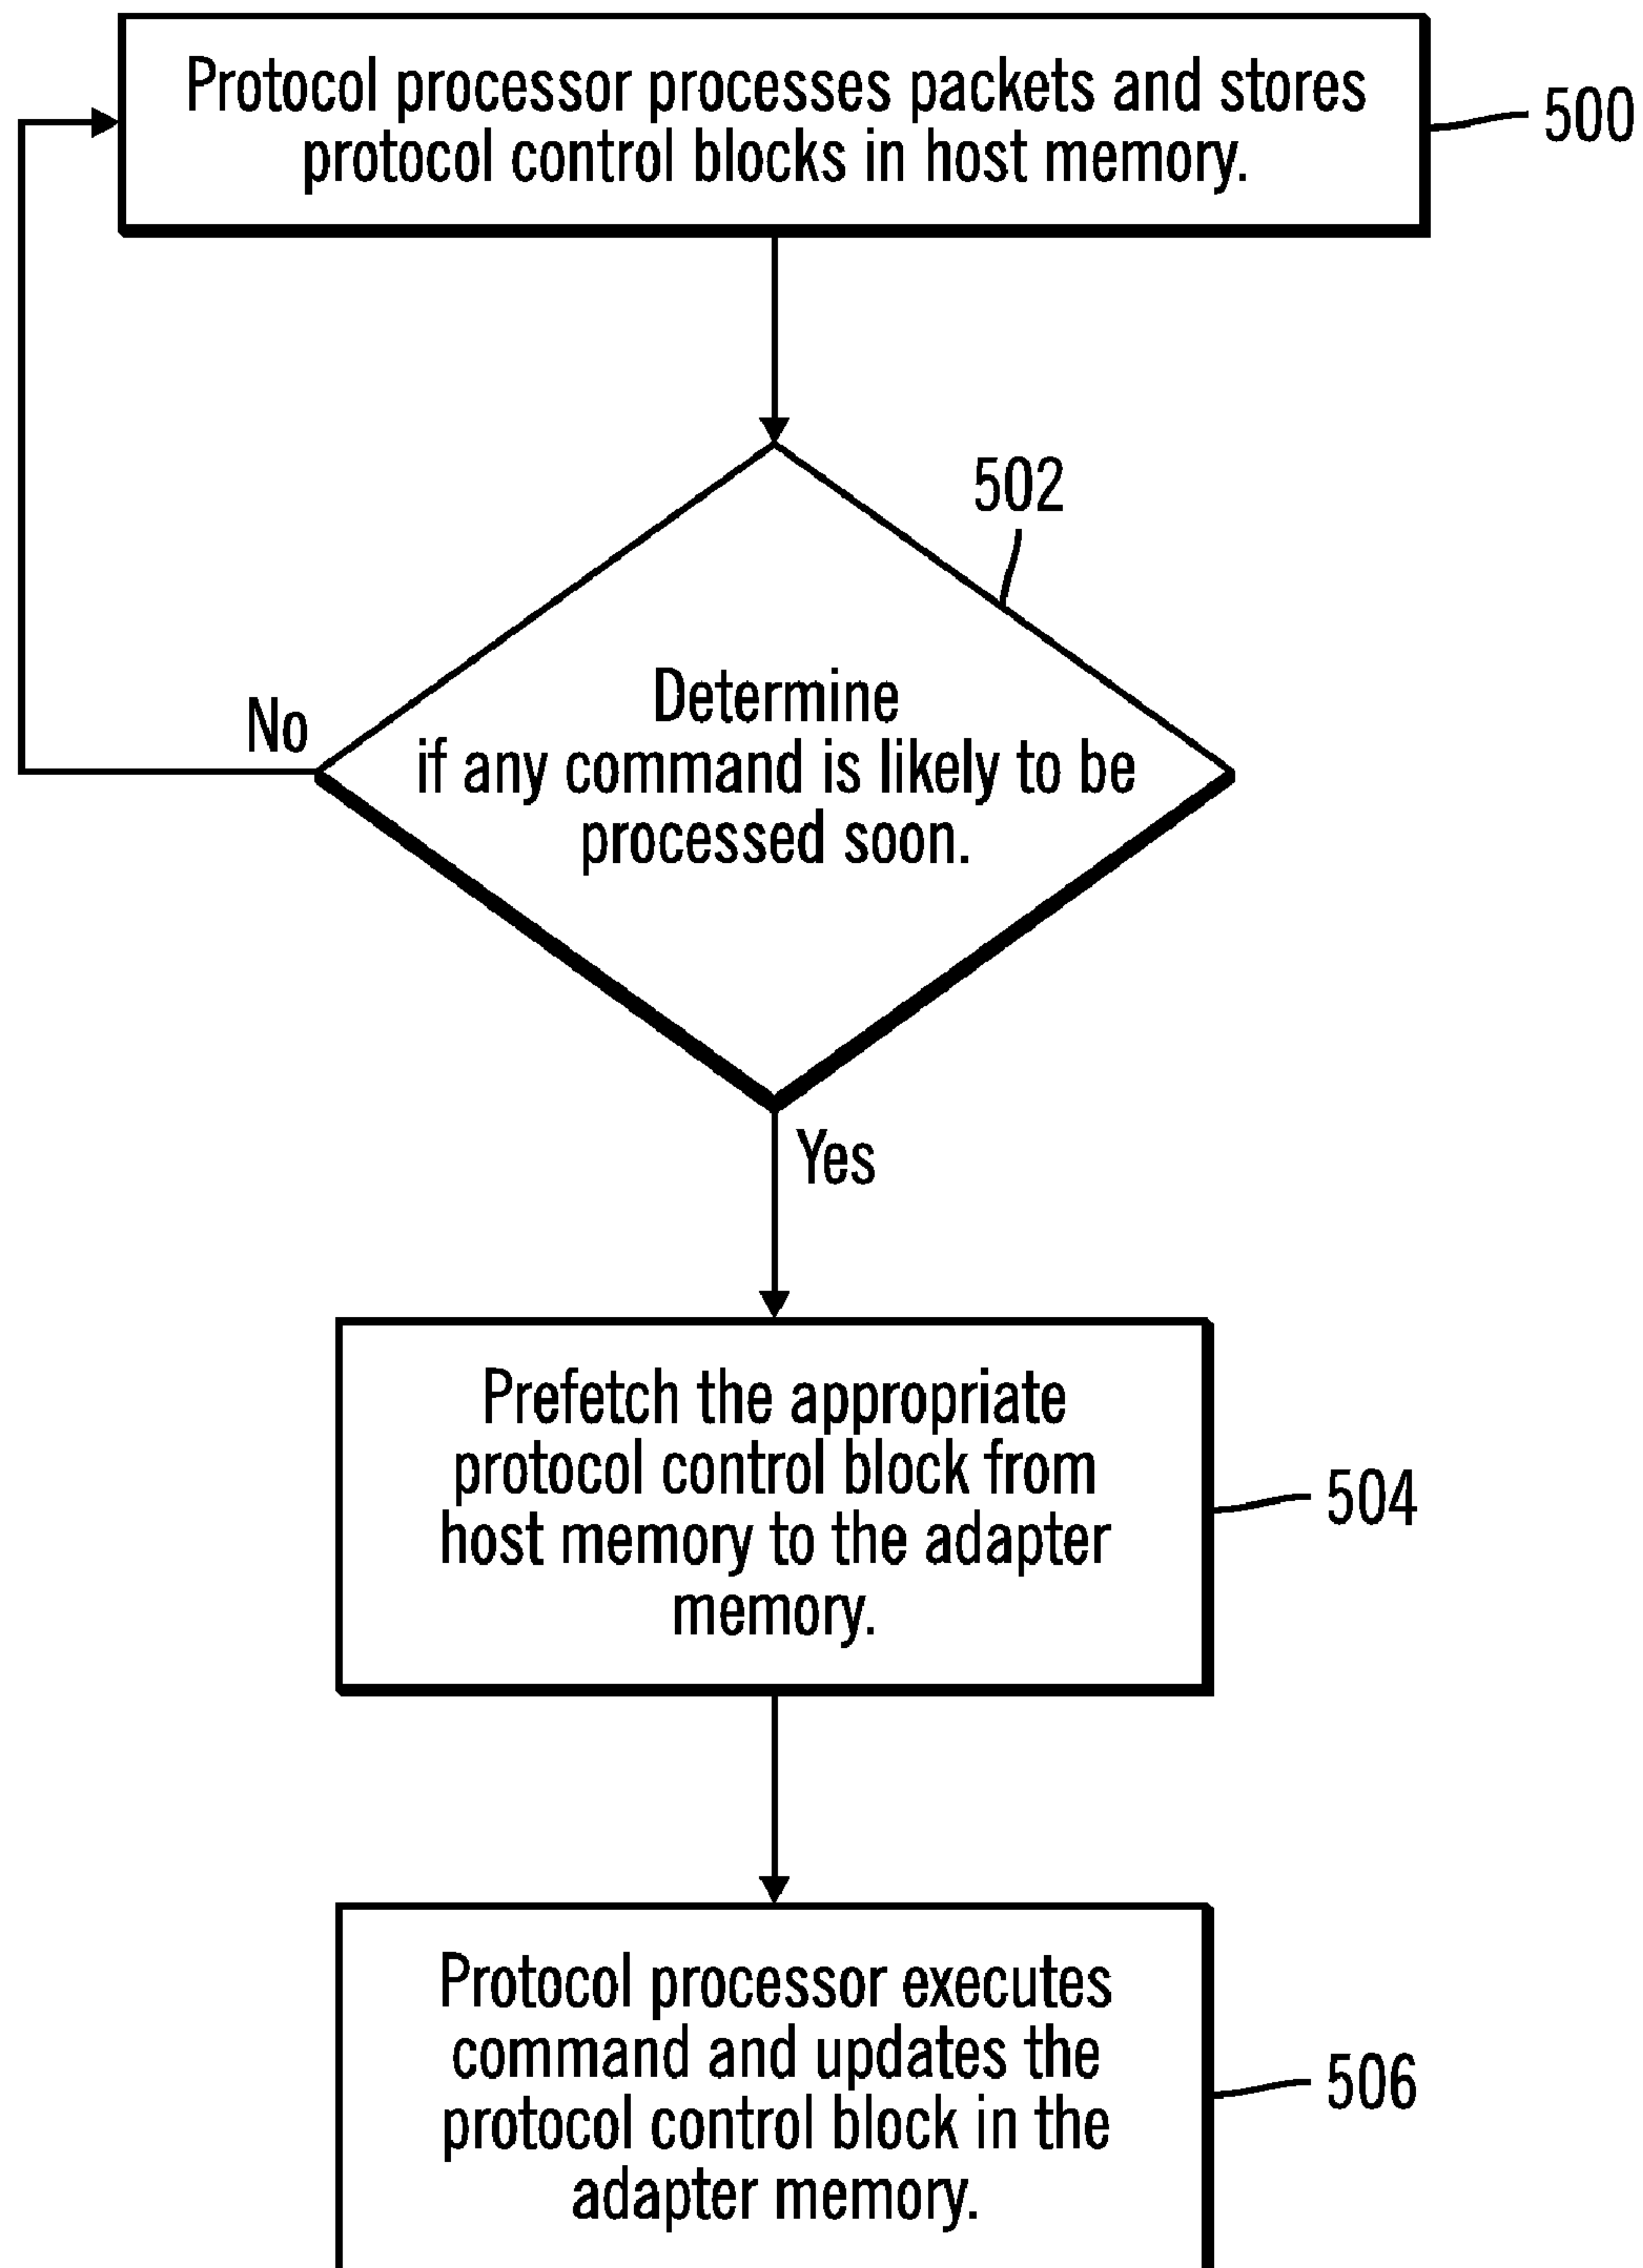 Protocol processor processes packets and stores
protocol control blocks in host memory.
500
502
Determine
if any command is likely to be
processed soon.
No
Yes
Prefetch the appropriate
protocol control block from
host memory to the adapter
memory.
504
Protocol processor executes
command and updates the
protocol control block in the
adapter memory.
506